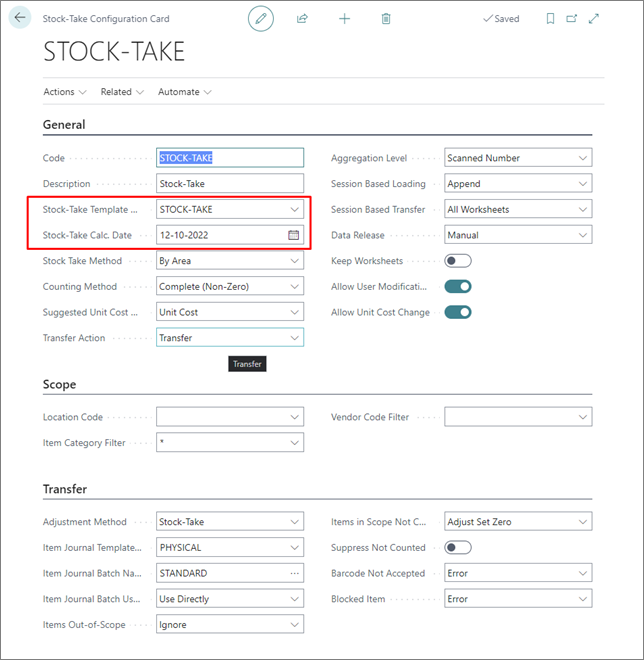 Stock-Take Configuration Card
Saved
STOCK-TAKE
Actions Related Automate
General
Code STOCK-TAKE
Description Stock-Take
Stock-Take Template ... STOCK-TAKE
Stock-Take Calc. Date 12-10-2022
Stock Take Method By Area
Counting Method Complete (Non-Zero)
Suggested Unit Cost ... Unit Cost
Transfer Action Transfer
Aggregation Level Scanned Number
Session Based Loading Append
Session Based Transfer All Worksheets
Data Release Manual
Keep Worksheets
Allow User Modificati...
Allow Unit Cost Change
Transfer
Scope
Location Code
Item Category Filter *
Vendor Code Filter
Transfer
Adjustment Method Stock-Take
Item Journal Template... PHYSICAL
Item Journal Batch Na... STANDARD ...
Item Journal Batch Us... Use Directly
Items Out-of-Scope Ignore
Items in Scope Not C... Adjust Set Zero
Suppress Not Counted
Barcode Not Accepted Error
Blocked Item Error